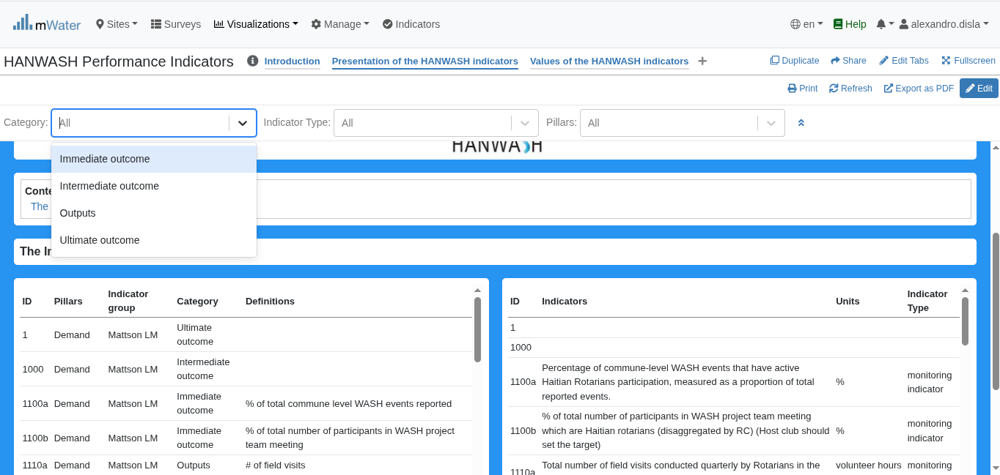 mWater Sites Surveys Visualizations Manage Indicators en Help alexandro.disla
HANWASH Performance Indicators Introduction Presentation of the HANWASH indicators Values of the HANWASH indicators Duplicate Share Edit Tabs Fullscreen
Print Refresh Export as PDF Edit
Category: All Indicator Type: All Pillars: All
HANWASH
Immediate outcome
Intermediate outcome
Outputs
Ultimate outcome
Conte
The
The In
ID Pillars Indicator group Category Definitions
1 Demand Mattson LM Ultimate outcome
1000 Demand Mattson LM Intermediate outcome
1100a Demand Mattson LM Immediate outcome % of total commune level WASH events reported
1100b Demand Mattson LM Immediate outcome % of total number of participants in WASH project team meeting
1110a Demand Mattson LM Outputs # of field visits
ID Indicators Units Indicator Type
1
1000
1100a Percentage of commune-level WASH events that have active Haitian Rotarians participation, measured as a proportion of total reported events. % monitoring indicator
1100b % of total number of participants in WASH project team meeting which are Haitian rotarians (disaggregated by RC) (Host club should set the target) % monitoring indicator
1110a Total number of field visits conducted quarterly by Rotarians in the volunteer hours monitoring